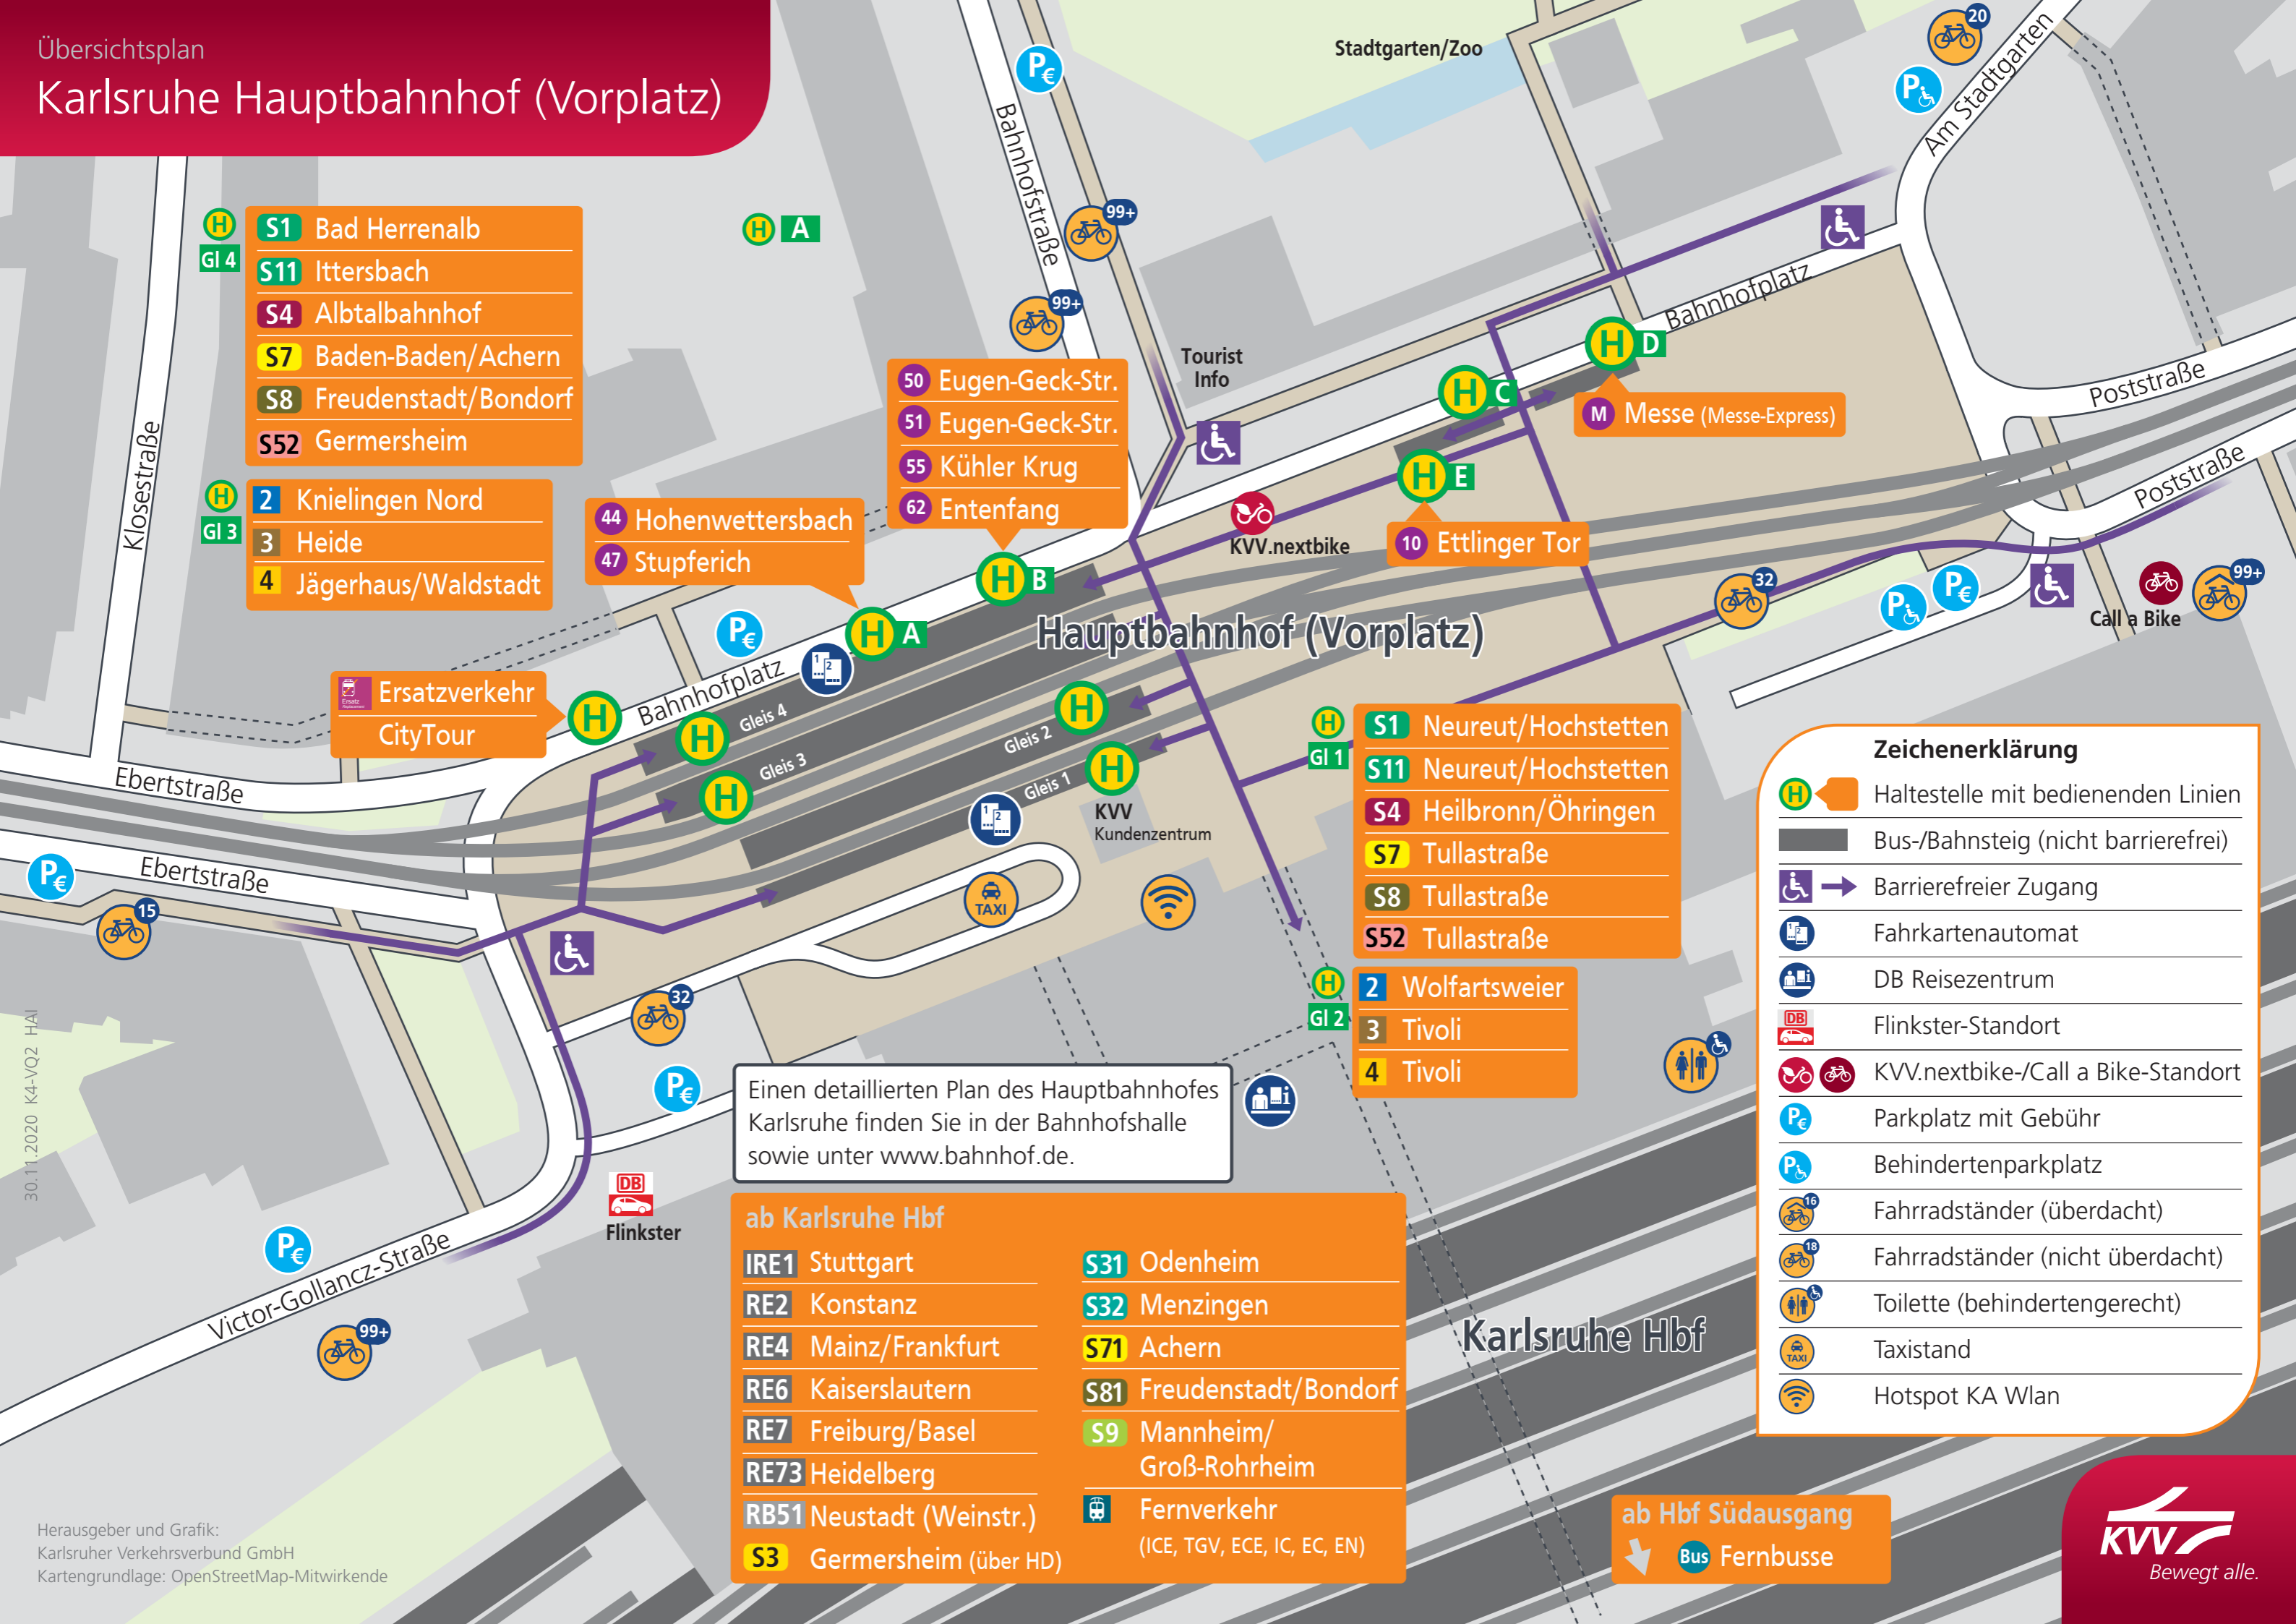 Übersichtsplan
Karlsruhe Hauptbahnhof (Vorplatz)
H
Gl 4
S1 Bad Herrenalb
S11 Ittersbach
S4 Albtalbahnhof
S7 Baden-Baden/Achern
S8 Freudenstadt/Bondorf
S52 Germersheim
H
Gl 3
2 Knielingen Nord
3 Heide
4 Jägerhaus/Waldstadt
H A
P€
Bahnhofstraße
99+
99+
Stadtgarten/Zoo
20
P
Am Stadtgarten
Klosestraße
44 Hohenwettersbach
47 Stupferich
50 Eugen-Geck-Str.
51 Eugen-Geck-Str.
55 Kühler Krug
62 Entenfang
Tourist
Info
H C
H D
Bahnhofplatz
M Messe (Messe-Express)
H E
10 Ettlinger Tor
KVV.nextbike
Poststraße
Poststraße
32
P
P€
Call a Bike
99+
H B
H A
P€
1 2
Hauptbahnhof (Vorplatz)
Ersatz
Ersatzverkehr
CityTour
H
Bahnhofplatz
H
Gleis 4
H
Gleis 3
H
Gleis 2
H
Gleis 1
1 2
KVV
Kundenzentrum
TAXI
Ebertstraße
Ebertstraße
P€
15
32
P€
H
Gl 1
S1 Neureut/Hochstetten
S11 Neureut/Hochstetten
S4 Heilbronn/Öhringen
S7 Tullastraße
S8 Tullastraße
S52 Tullastraße
H
Gl 2
2 Wolfartsweier
3 Tivoli
4 Tivoli
Einen detaillierten Plan des Hauptbahnhofes
Karlsruhe finden Sie in der Bahnhofshalle
sowie unter www.bahnhof.de.
i
DB
Flinkster
P€
Victor-Gollancz-Straße
99+
ab Karlsruhe Hbf
IRE1 Stuttgart
RE2 Konstanz
RE4 Mainz/Frankfurt
RE6 Kaiserslautern
RE7 Freiburg/Basel
RE73 Heidelberg
RB51 Neustadt (Weinstr.)
S3 Germersheim (über HD)
S31 Odenheim
S32 Menzingen
S71 Achern
S81 Freudenstadt/Bondorf
S9 Mannheim/
Groß-Rohrheim
Fernverkehr
(ICE, TGV, ECE, IC, EC, EN)
Karlsruhe Hbf
ab Hbf Südausgang
Bus Fernbusse
Zeichenerklärung
H Haltestelle mit bedienenden Linien
Bus-/Bahnsteig (nicht barrierefrei)
Barrierefreier Zugang
1 2 Fahrkartenautomat
i DB Reisezentrum
DB Flinkster-Standort
KVV.nextbike-/Call a Bike-Standort
P€ Parkplatz mit Gebühr
P Behindertenparkplatz
16 Fahrradständer (überdacht)
18 Fahrradständer (nicht überdacht)
Toilette (behindertengerecht)
TAXI Taxistand
Hotspot KA Wlan
KVV
Bewegt alle.
30.11.2020 K4-VQ2 HAI
Herausgeber und Grafik:
Karlsruher Verkehrsverbund GmbH
Kartengrundlage: OpenStreetMap-Mitwirkende